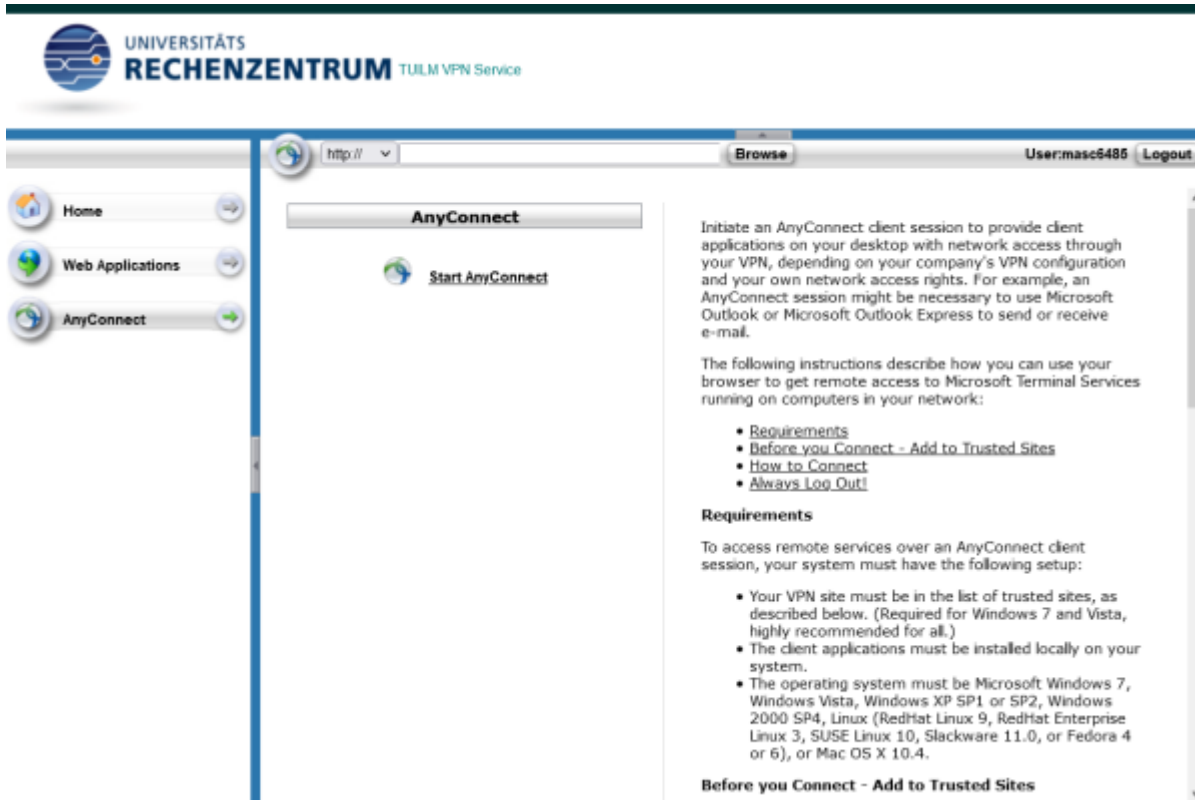 UNIVERSITÄTS
RECHENZENTRUM TUILM VPN Service
http://
Browse
User:masc6485
Logout
Home
Web Applications
AnyConnect
AnyConnect
Start AnyConnect
Initiate an AnyConnect client session to provide client
applications on your desktop with network access through
your VPN, depending on your company's VPN configuration
and your own network access rights. For example, an
AnyConnect session might be necessary to use Microsoft
Outlook or Microsoft Outlook Express to send or receive
e-mail.
The following instructions describe how you can use your
browser to get remote access to Microsoft Terminal Services
running on computers in your network:
• Requirements
• Before you Connect - Add to Trusted Sites
• How to Connect
• Always Log Out!
Requirements
To access remote services over an AnyConnect client
session, your system must have the following setup:
• Your VPN site must be in the list of trusted sites, as
described below. (Required for Windows 7 and Vista,
highly recommended for all.)
• The client applications must be installed locally on your
system.
• The operating system must be Microsoft Windows 7,
Windows Vista, Windows XP SP1 or SP2, Windows
2000 SP4, Linux (RedHat Linux 9, RedHat Enterprise
Linux 3, SUSE Linux 10, Slackware 11.0, or Fedora 4
or 6), or Mac OS X 10.4.
Before you Connect - Add to Trusted Sites